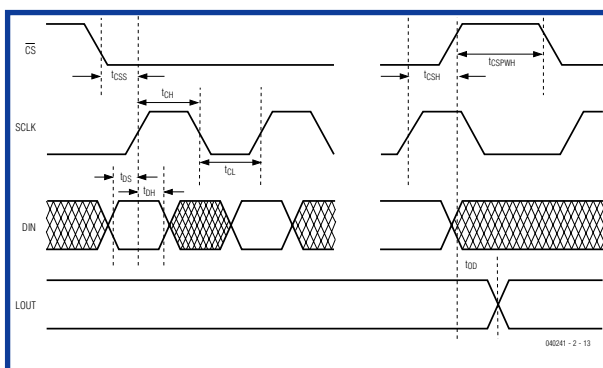 CS
tCSS
tCSH
tCSPWH
tCH
SCLK
tCL
tDS
tDH
DIN
tOD
LOUT
040241 - 2 - 13